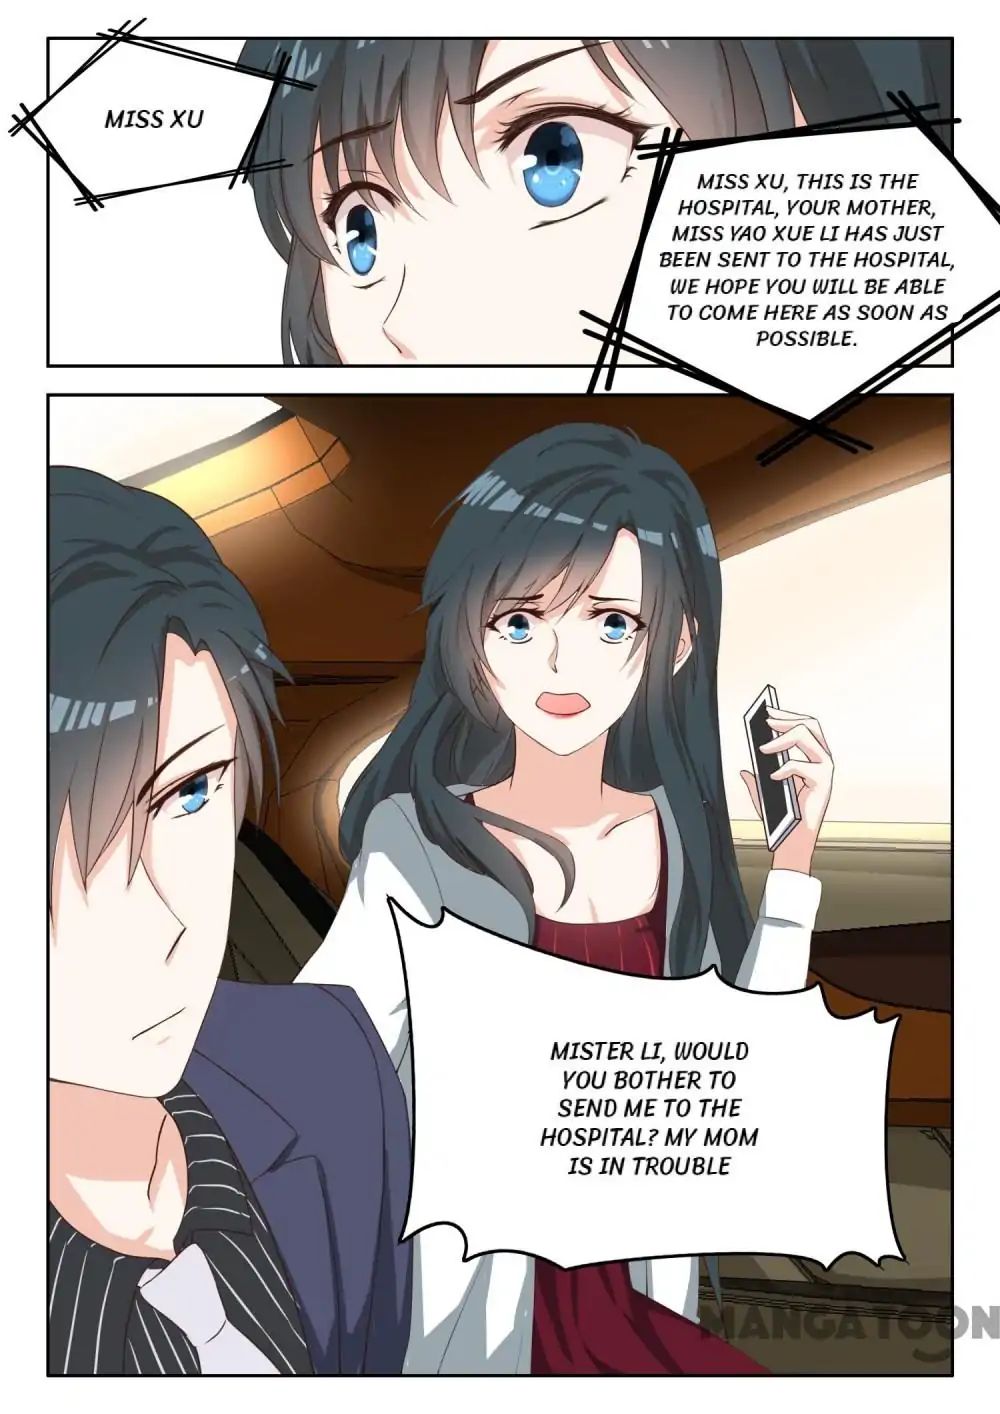 MISS XU
MISS XU, THIS IS THE
HOSPITAL, YOUR MOTHER,
MISS YAO XUE LI HAS JUST
BEEN SENT TO THE HOSPITAL,
WE HOPE YOU WILL BE ABLE
TO COME HERE AS SOON AS
POSSIBLE.
MISTER LI, WOULD
YOU BOTHER TO
SEND ME TO THE
HOSPITAL? MY MOM
IS IN TROUBLE
MANGATOON